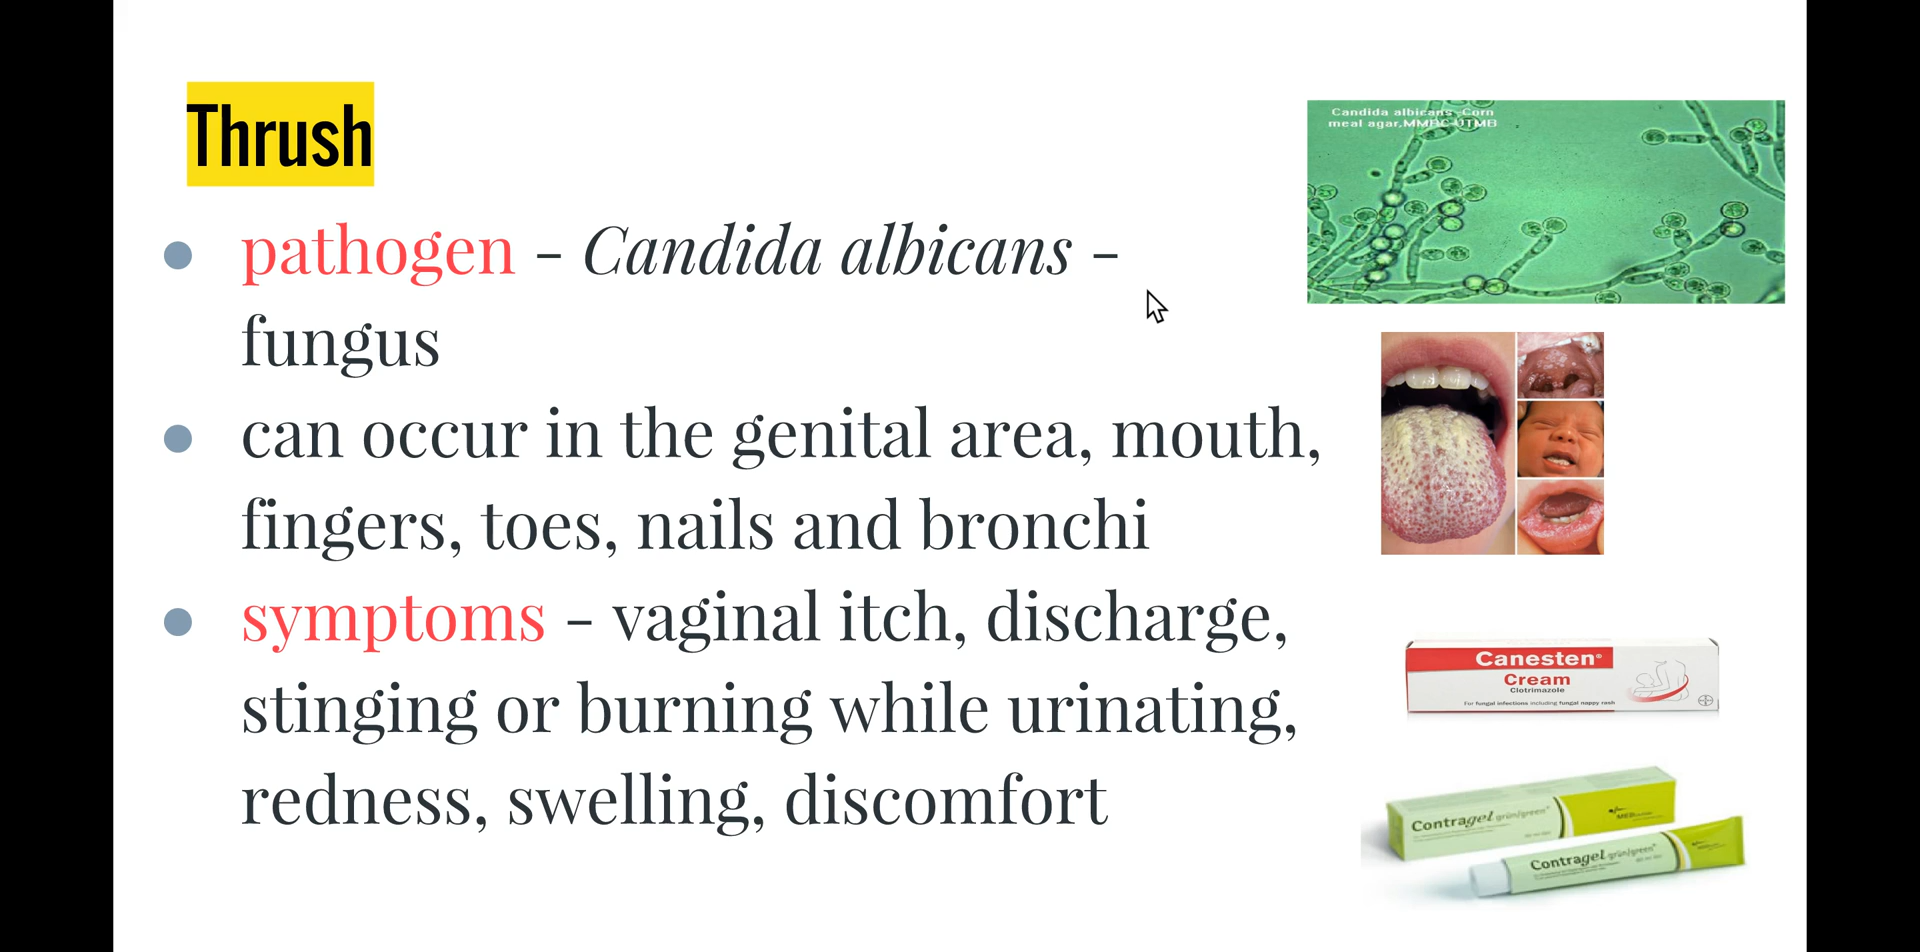 Thrush
pathogen - Candida albicans -
fungus
can occur in the genital area, mouth,
fingers, toes, nails and bronchi
symptoms - vaginal itch, discharge,
stinging or burning while urinating,
redness, swelling, discomfort
Candida albicans-Corn
meal agar,MMBC-UTMB
Canesten®
Cream
Clotrimazole
For fungal infections including fungal nappy rash
Contragel grün/green®
Contragel grün/green®